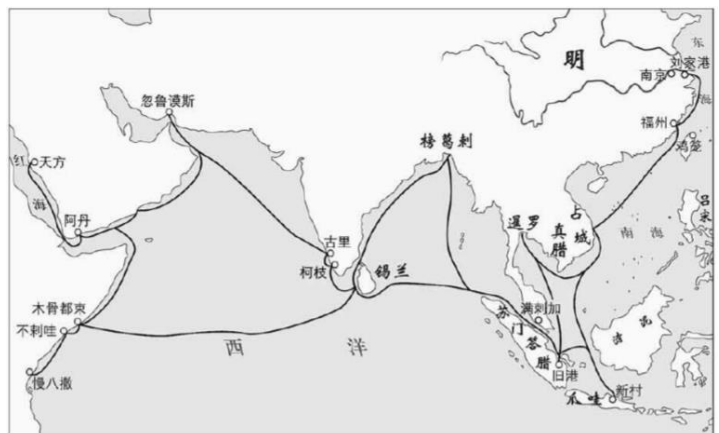 明
东
海
南京
刘家港
忽鲁谟斯
福州
鸡笼
榜葛剌
红
海
天方
吕宋
阿丹
暹罗
占城
真腊
南海
古里
柯枝
锡兰
木骨都束
满剌加
苏门答腊
不剌哇
西洋
旧港
慢八撒
爪哇
新村